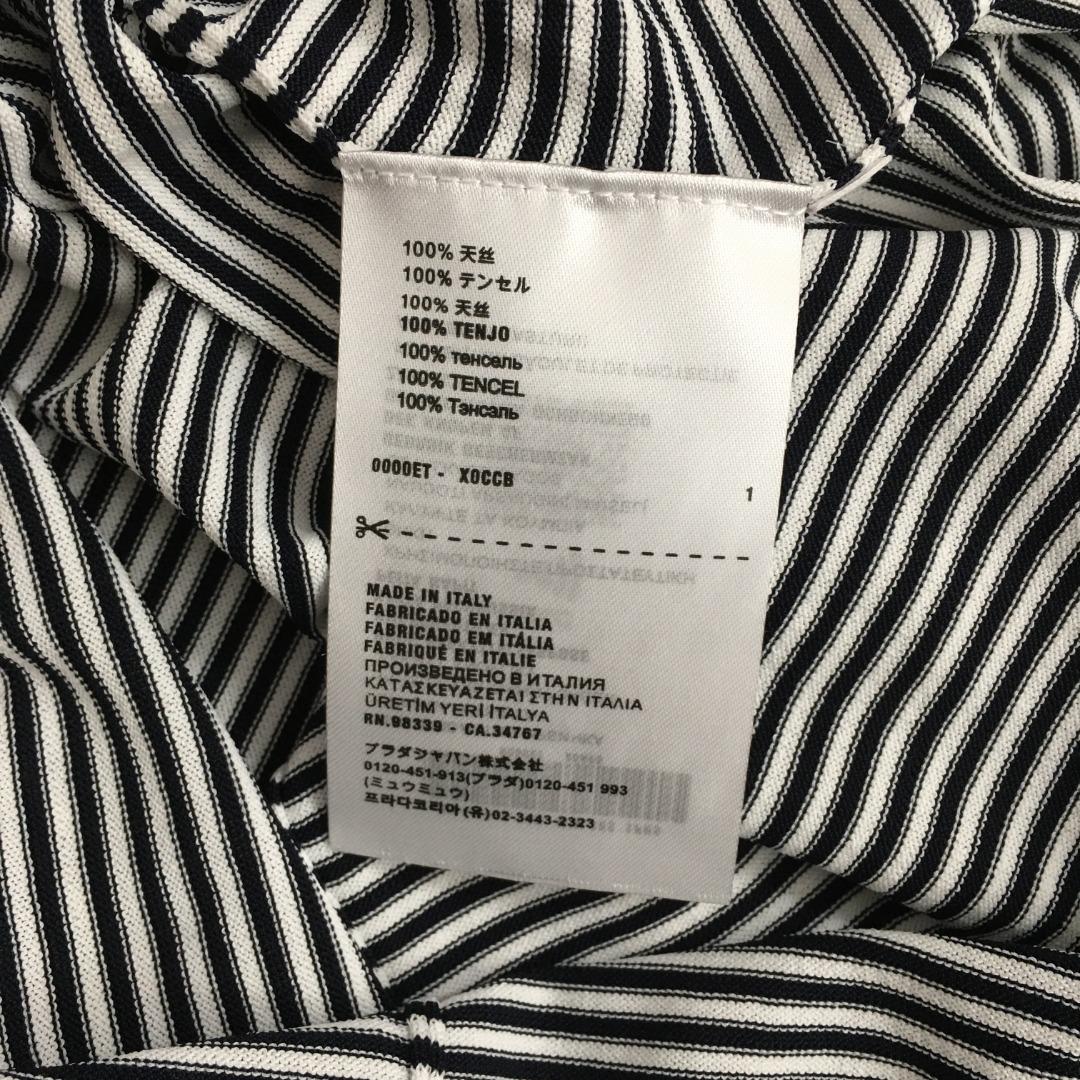 100% 天丝
100% テンセル
100% 天丝
100% TENJO
100% тенсель
100% TENCEL
100% Тэнсаль
0000ET - X0CCB
1
MADE IN ITALY
FABRICADO EN ITALIA
FABRICADO EM ITÁLIA
FABRIQUÉ EN ITALIE
ПРОИЗВЕДЕНО В ИТАЛИЯ
ΚΑΤΑΣΚΕΥΑΖΕΤΑΙ ΣΤΗΝ ΙΤΑΛΙΑ
ÜRETİM YERİ İTALYA
RN.98339 - CA.34767
プラダジャパン株式会社
0120-451-913(プラダ)0120-451 993
(ミュウミュウ)
프라다코리아(유)02-3443-2323